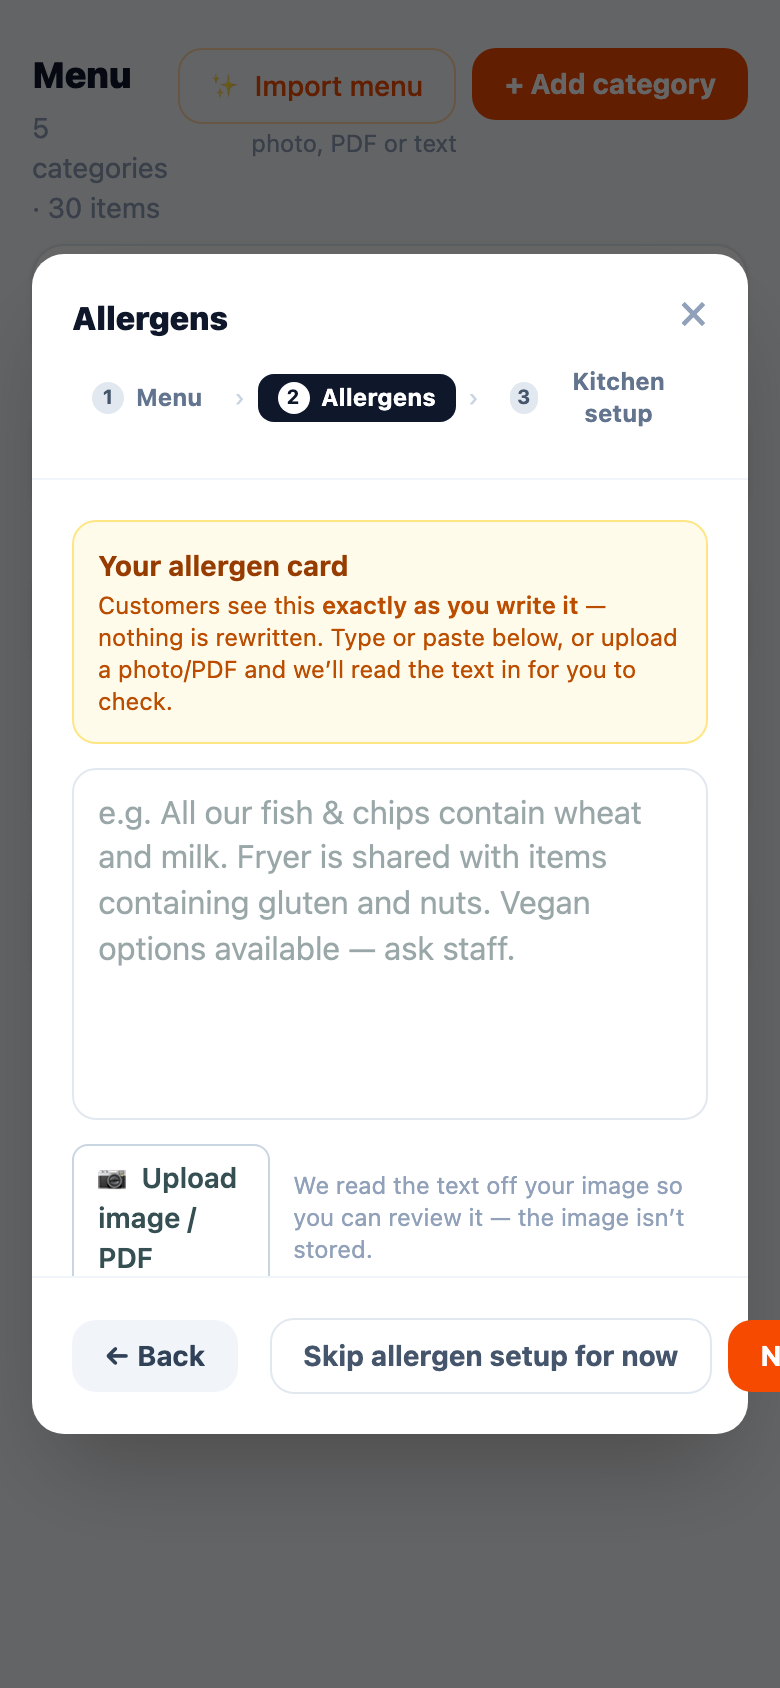 Menu
✨ Import menu
+ Add category
photo, PDF or text
5
categories
· 30 items
Allergens
×
1 Menu › 2 Allergens › 3 Kitchen
setup
Your allergen card
Customers see this exactly as you write it —
nothing is rewritten. Type or paste below, or upload
a photo/PDF and we’ll read the text in for you to
check.
e.g. All our fish & chips contain wheat
and milk. Fryer is shared with items
containing gluten and nuts. Vegan
options available — ask staff.
📷 Upload
image /
PDF
We read the text off your image so
you can review it — the image isn’t
stored.
← Back
Skip allergen setup for now
N